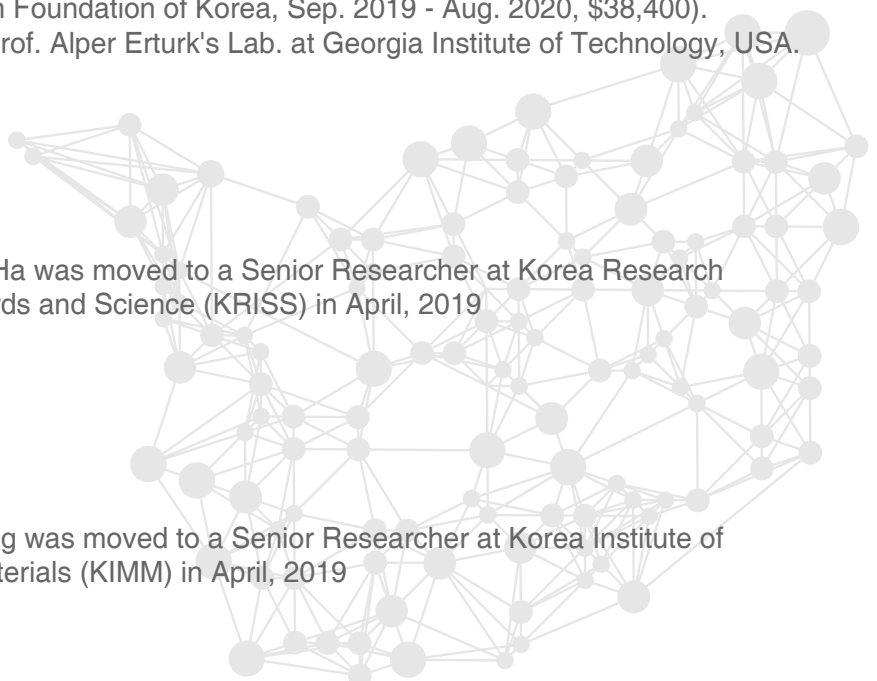 Foundation of Korea, Sep. 2019 - Aug. 2020, $38,400).
Prof. Alper Erturk's Lab. at Georgia Institute of Technology, USA.
Ha was moved to a Senior Researcher at Korea Research
rds and Science (KRISS) in April, 2019
g was moved to a Senior Researcher at Korea Institute of
terials (KIMM) in April, 2019